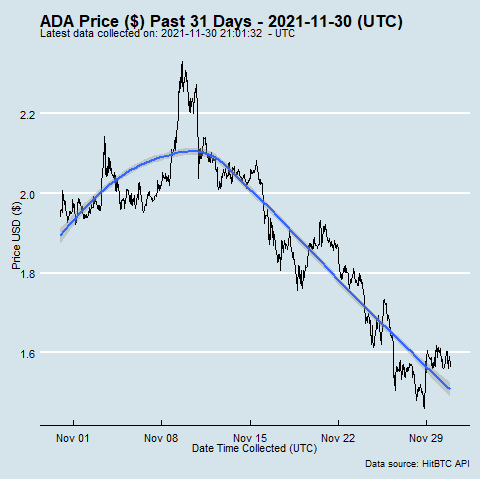 ADA Price ($) Past 31 Days - 2021-11-30 (UTC)
Latest data collected on: 2021-11-30 21:01:32 - UTC
2.2
2.0
1.8
1.6
Price USD ($)
Nov 01 Nov 08 Nov 15 Nov 22 Nov 29
Date Time Collected (UTC)
Data source: HitBTC API